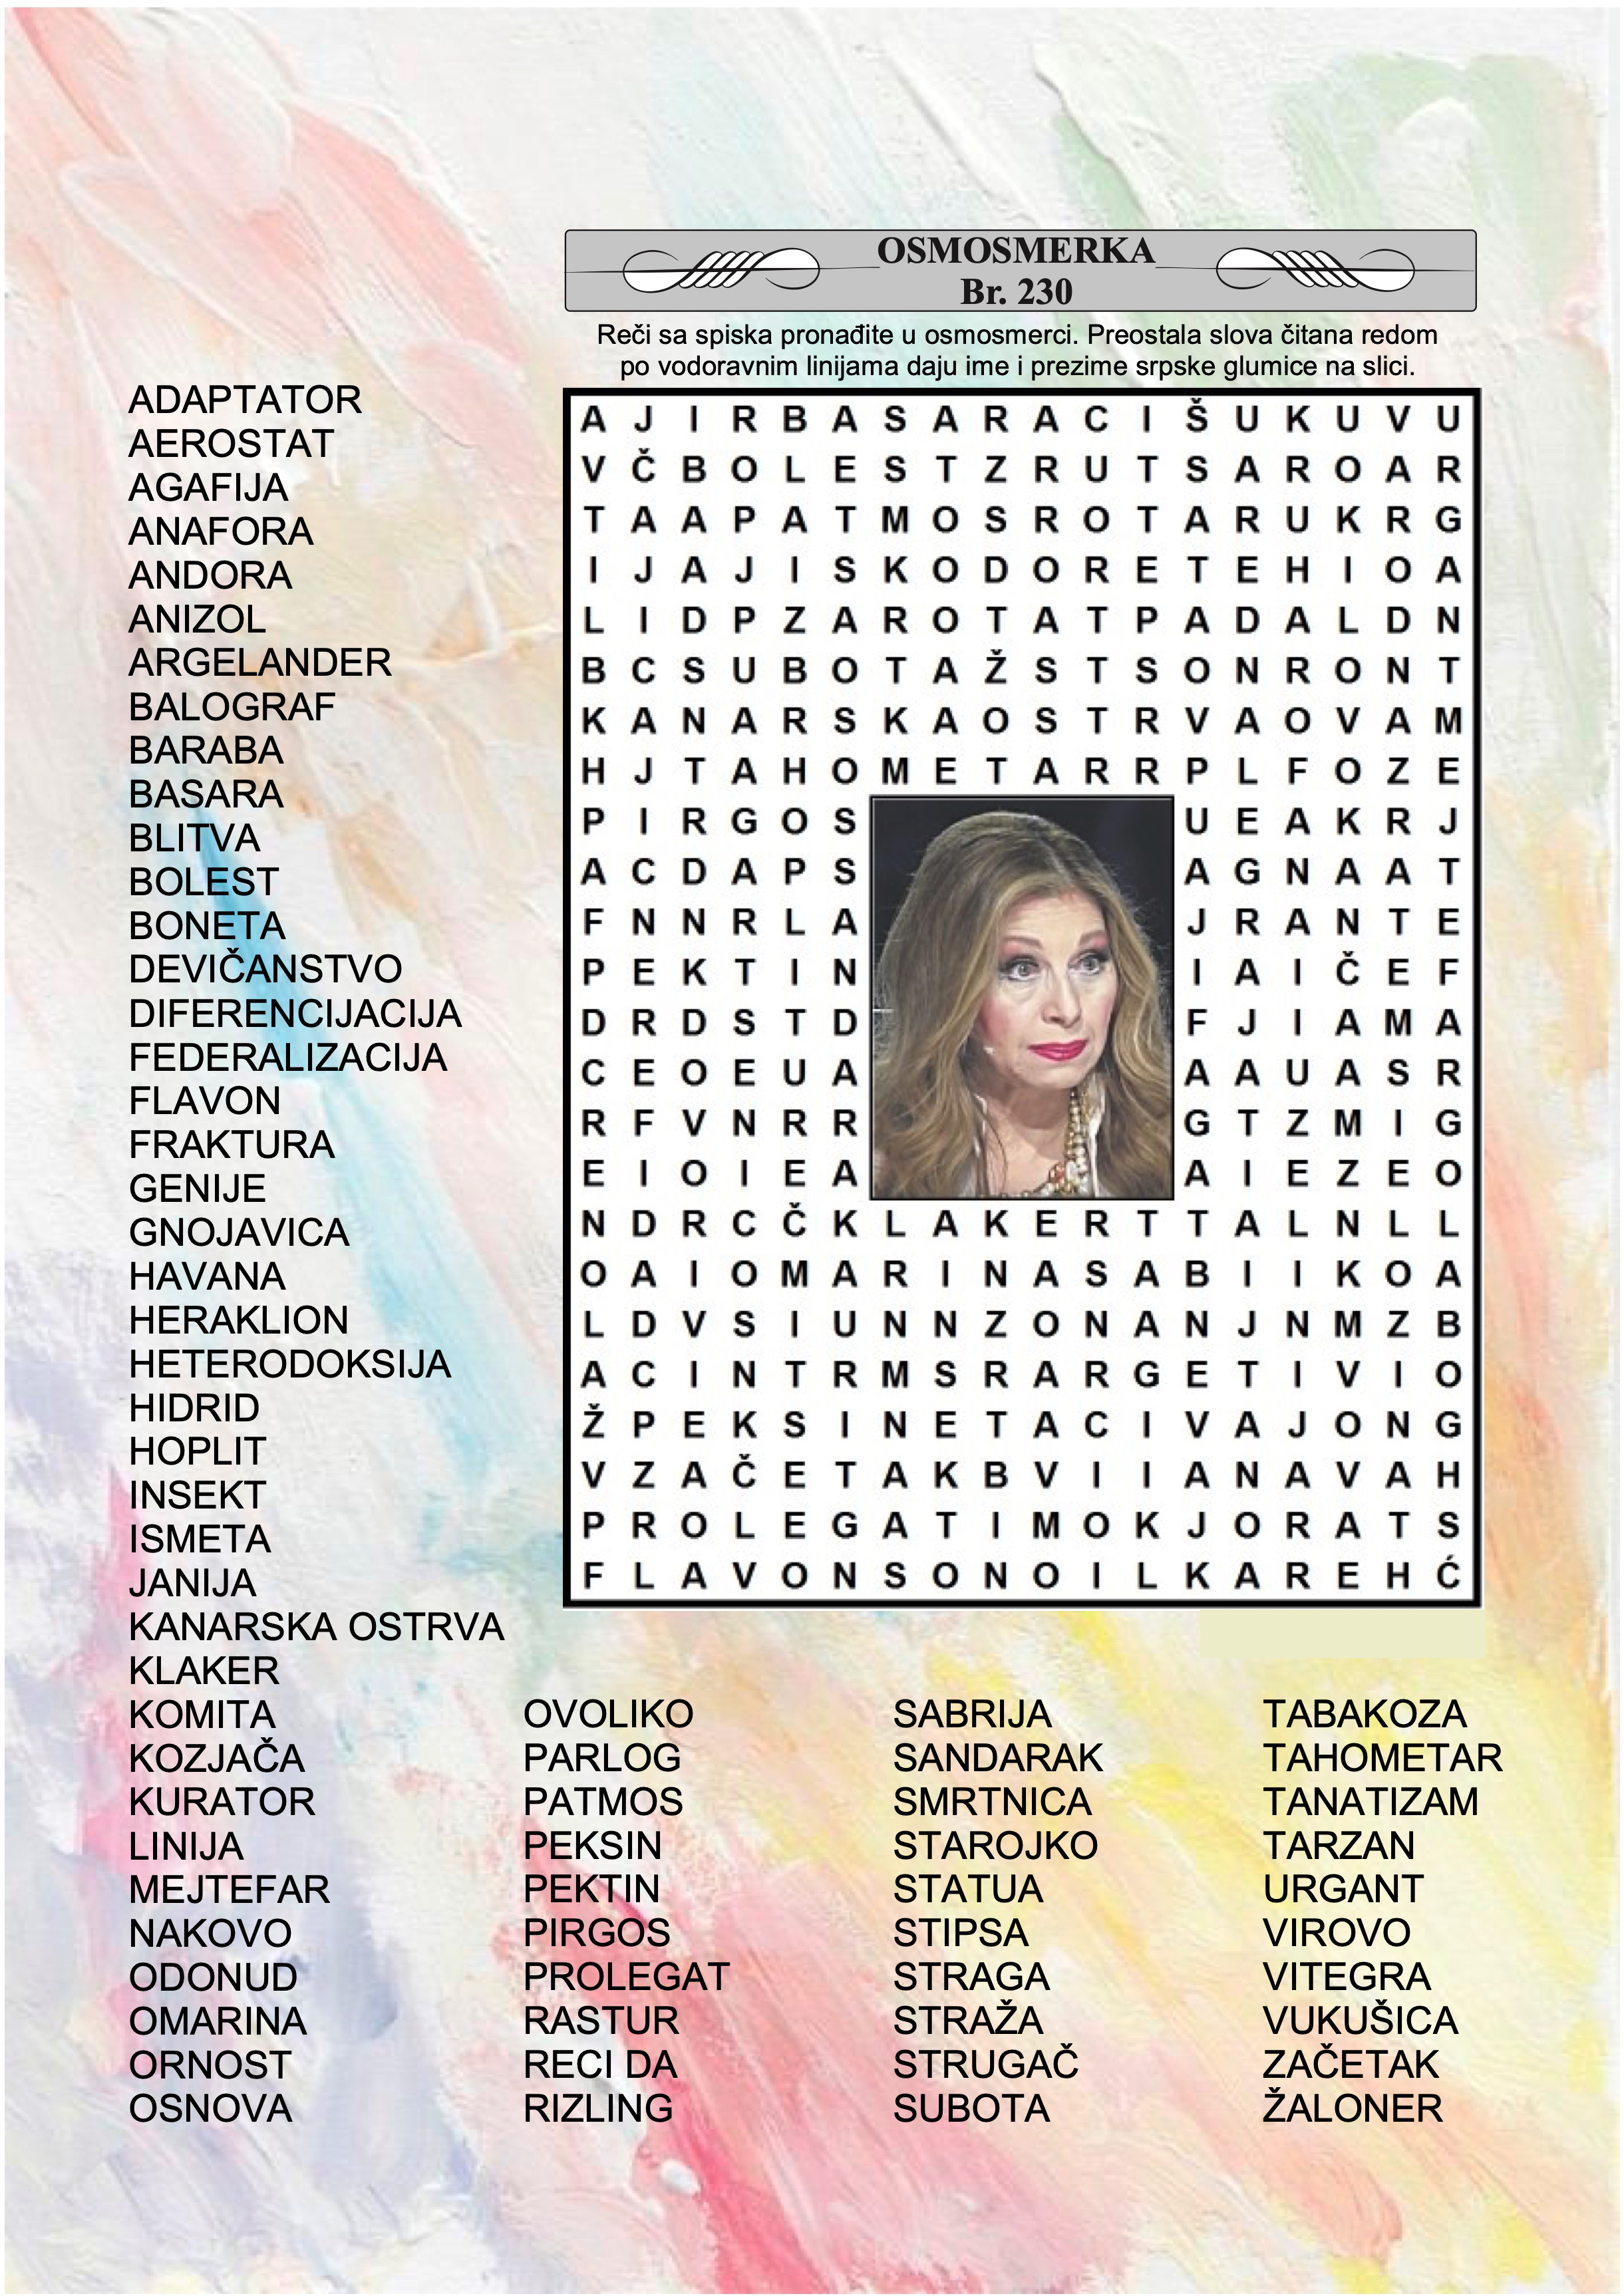 OSMOSMERKA
Br. 230
Reči sa spiska pronađite u osmosmerci. Preostala slova čitana redom
po vodoravnim linijama daju ime i prezime srpske glumice na slici.
A J I R B A S A R A C I Š U K U V U
V Č B O L E S T Z R U T S A R O A R
T A A P A T M O S R O T A R U K R G
I J A J I S K O D O R E T E H I O A
L I D P Z A R O T A T P A D A L D N
B C S U B O T A Ž S T S O N R O N T
K A N A R S K A O S T R V A O V A M
H J T A H O M E T A R R P L F O Z E
P I R G O S U E A K R J
A C D A P S A G N A A T
F N N R L A J R A N T E
P E K T I N I A I Č E F
D R D S T D F J I A M A
C E O E U A A A U A S R
R F V N R R G T Z M I G
E I O I E A A I E Z E O
N D R C Č K L A K E R T T A L N L L
O A I O M A R I N A S A B I I K O A
L D V S I U N N Z O N A N J N M Z B
A C I N T R M S R A R G E T I V I O
Ž P E K S I N E T A C I V A J O N G
V Z A Č E T A K B V I I A N A V A H
P R O L E G A T I M O K J O R A T S
F L A V O N S O N O I L K A R E H Ć
ADAPTATOR
AEROSTAT
AGAFIJA
ANAFORA
ANDORA
ANIZOL
ARGELANDER
BALOGRAF
BARABA
BASARA
BLITVA
BOLEST
BONETA
DEVIČANSTVO
DIFERENCIJACIJA
FEDERALIZACIJA
FLAVON
FRAKTURA
GENIJE
GNOJAVICA
HAVANA
HERAKLION
HETERODOKSIJA
HIDRID
HOPLIT
INSEKT
ISMETA
JANIJA
KANARSKA OSTRVA
KLAKER
KOMITA
KOZJAČA
KURATOR
LINIJA
MEJTEFAR
NAKOVO
ODONUD
OMARINA
ORNOST
OSNOVA
OVOLIKO
PARLOG
PATMOS
PEKSIN
PEKTIN
PIRGOS
PROLEGAT
RASTUR
RECI DA
RIZLING
SABRIJA
SANDARAK
SMRTNICA
STAROJKO
STATUA
STIPSA
STRAGA
STRAŽA
STRUGAČ
SUBOTA
TABAKOZA
TAHOMETAR
TANATIZAM
TARZAN
URGANT
VIROVO
VITEGRA
VUKUŠICA
ZAČETAK
ŽALONER